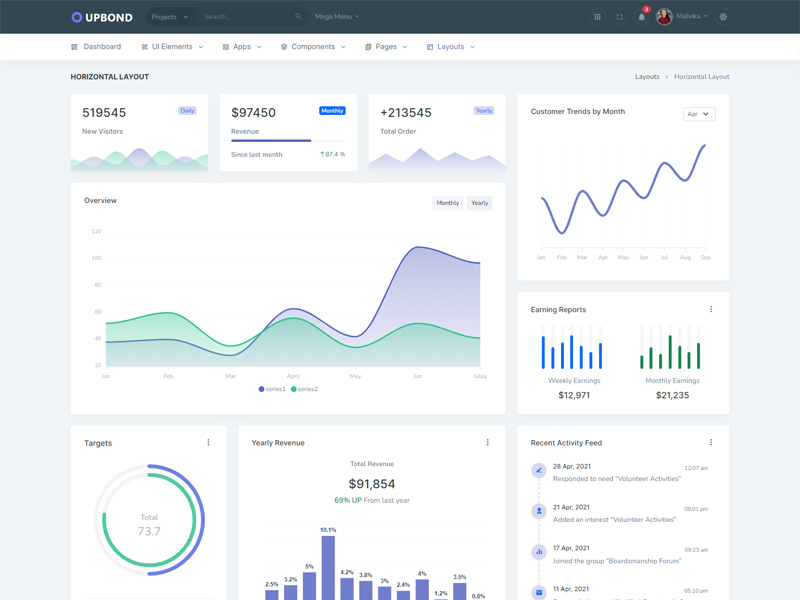 UPBOND
Projects
Search..
Mega Menu
3
Malvika
Dashboard
UI Elements
Apps
Components
Pages
Layouts
HORIZONTAL LAYOUT
Layouts
Horizontal Layout
519545
Daily
New Visitors
$97450
Monthly
Revenue
Since last month
87.4 %
+213545
Yearly
Total Order
Customer Trends by Month
Apr
Jan Feb Mar Apr May Jun Jul Aug Sep
Overview
Monthly
Yearly
120
100
80
60
40
20
Jan Feb Mar April May Jun Julay
series1 series2
Earning Reports
Weekly Earnings
$12,971
Monthly Earnings
$21,235
Targets
Total
73.7
Yearly Revenue
Total Revenue
$91,854
69% UP From last year
2.5% 3.2% 5% 10.1% 4.2% 3.8% 3% 2.4% 4% 1.2% 3.5% 0.8%
Recent Activity Feed
28 Apr, 2021
12:07 am
Responded to need "Volunteer Activities"
21 Apr, 2021
08:01 pm
Added an interest "Volunteer Activities"
17 Apr, 2021
09:23 am
Joined the group "Boardsmanship Forum"
11 Apr, 2021
05:10 pm